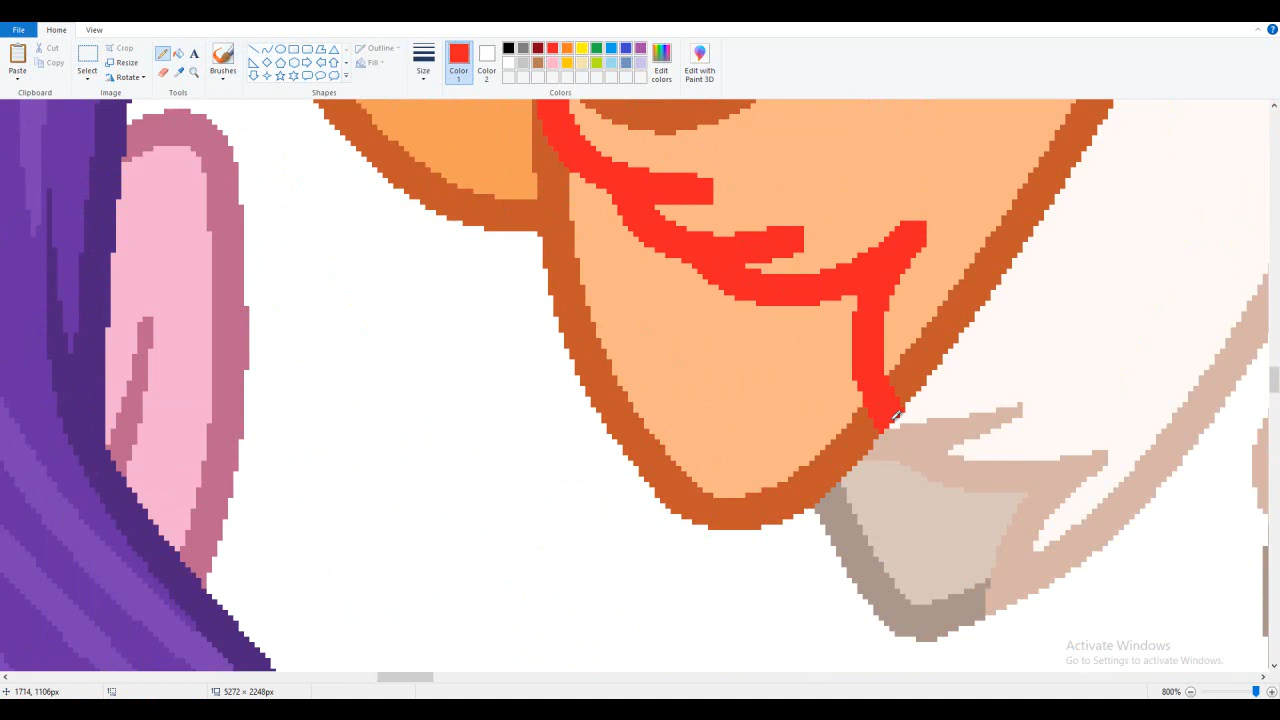 File Home View
Paste
Cut
Copy
Clipboard
Select
Crop
Resize
Rotate
Image
A
Tools
Brushes
Outline
Fill
Shapes
Size
Color 1
Color 2
Edit colors
Colors
Edit with Paint 3D
Activate Windows
Go to Settings to activate Windows.
1714, 1106px
5272 × 2248px
800%